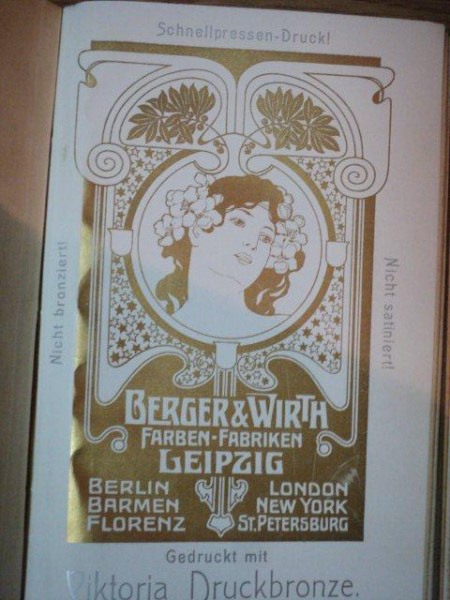 Schnellpressen-Druck!
Nicht bronziert!
Nicht satiniert!
BERGER & WIRTH
FARBEN-FABRIKEN
LEIPZIG
BERLIN
BARMEN
FLORENZ
LONDON
NEW YORK
ST. PETERSBURG
Gedruckt mit
Viktoria Druckbronze.